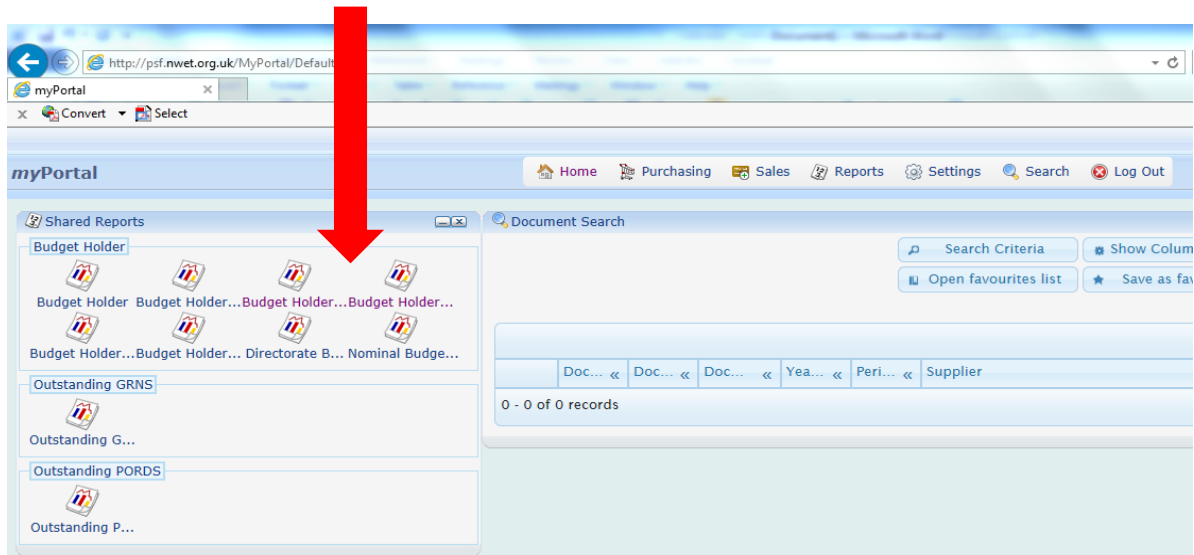 http://psf.nwet.org.uk/MyPortal/Default
myPortal
Convert Select
myPortal
Home Purchasing Sales Reports Settings Search Log Out
Shared Reports
Budget Holder
Budget Holder Budget Holder... Budget Holder... Budget Holder...
Budget Holder... Budget Holder... Directorate B... Nominal Budge...
Outstanding GRNS
Outstanding G...
Outstanding PORDS
Outstanding P...
Document Search
Search Criteria Show Colum
Open favourites list Save as fav
Doc... Doc... Doc... Yea... Peri... Supplier
0 - 0 of 0 records